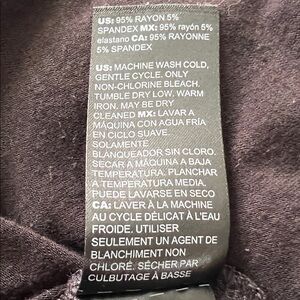 US: 95% RAYON 5%
SPANDEX MX: 95% rayón 5%
elastano CA: 95% RAYONNE
5% SPANDEX
US: MACHINE WASH COLD,
GENTLE CYCLE. ONLY
NON-CHLORINE BLEACH.
TUMBLE DRY LOW. WARM
IRON. MAY BE DRY
CLEANED MX: LAVAR A
MÁQUINA CON AGUA FRÍA
EN CICLO SUAVE.
SOLAMENTE
BLANQUEADOR SIN CLORO.
SECAR A MAQUINA A BAJA
TEMPERATURA. PLANCHAR
A TEMPERATURA MEDIA.
PUEDE LAVARSE EN SECO
CA: LAVER À LA MACHINE
AU CYCLE DÉLICAT À L'EAU
FROIDE. UTILISER
SEULEMENT UN AGENT DE
BLANCHIMENT NON
CHLORÉ. SÉCHER PAR
CULBUTAGE À BASSE